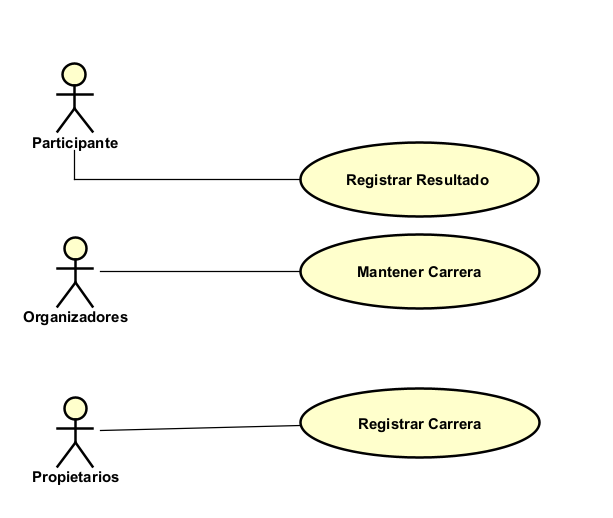 Participante
Registrar Resultado
Mantener Carrera
Organizadores
Registrar Carrera
Propietarios